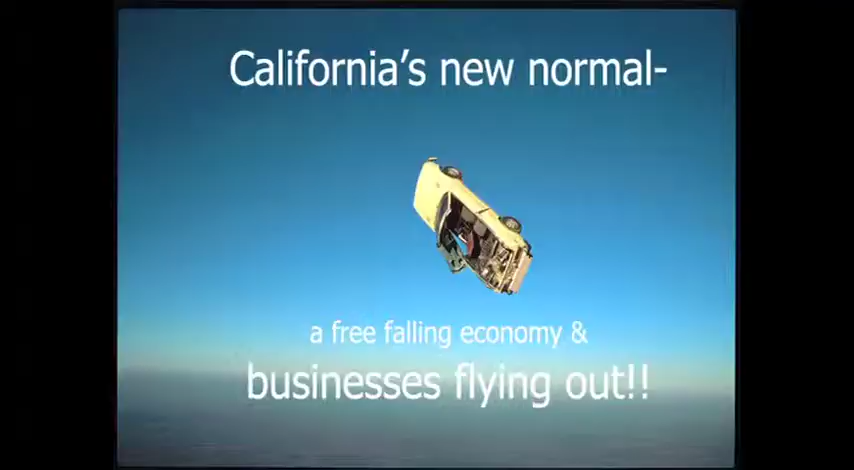 California's new normal-
a free falling economy &
businesses flying out!!